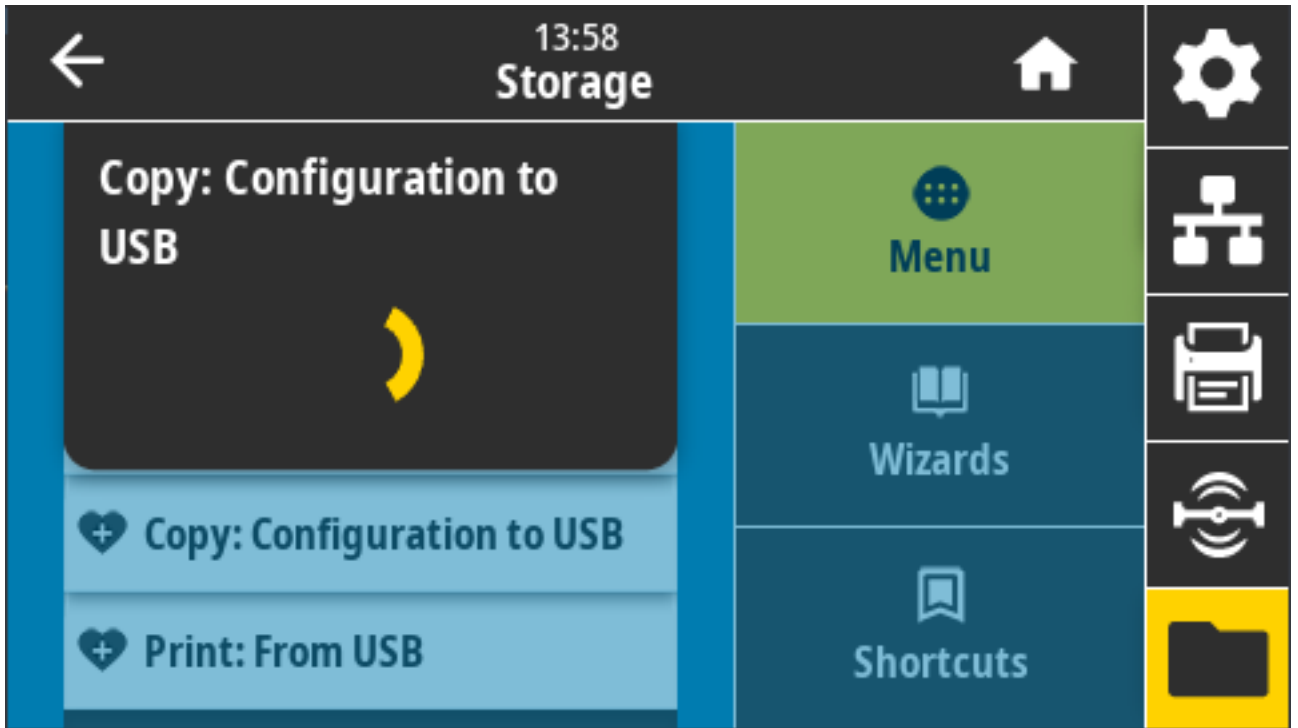 13:58
Storage
Copy: Configuration to
USB
Copy: Configuration to USB
Print: From USB
Menu
Wizards
Shortcuts